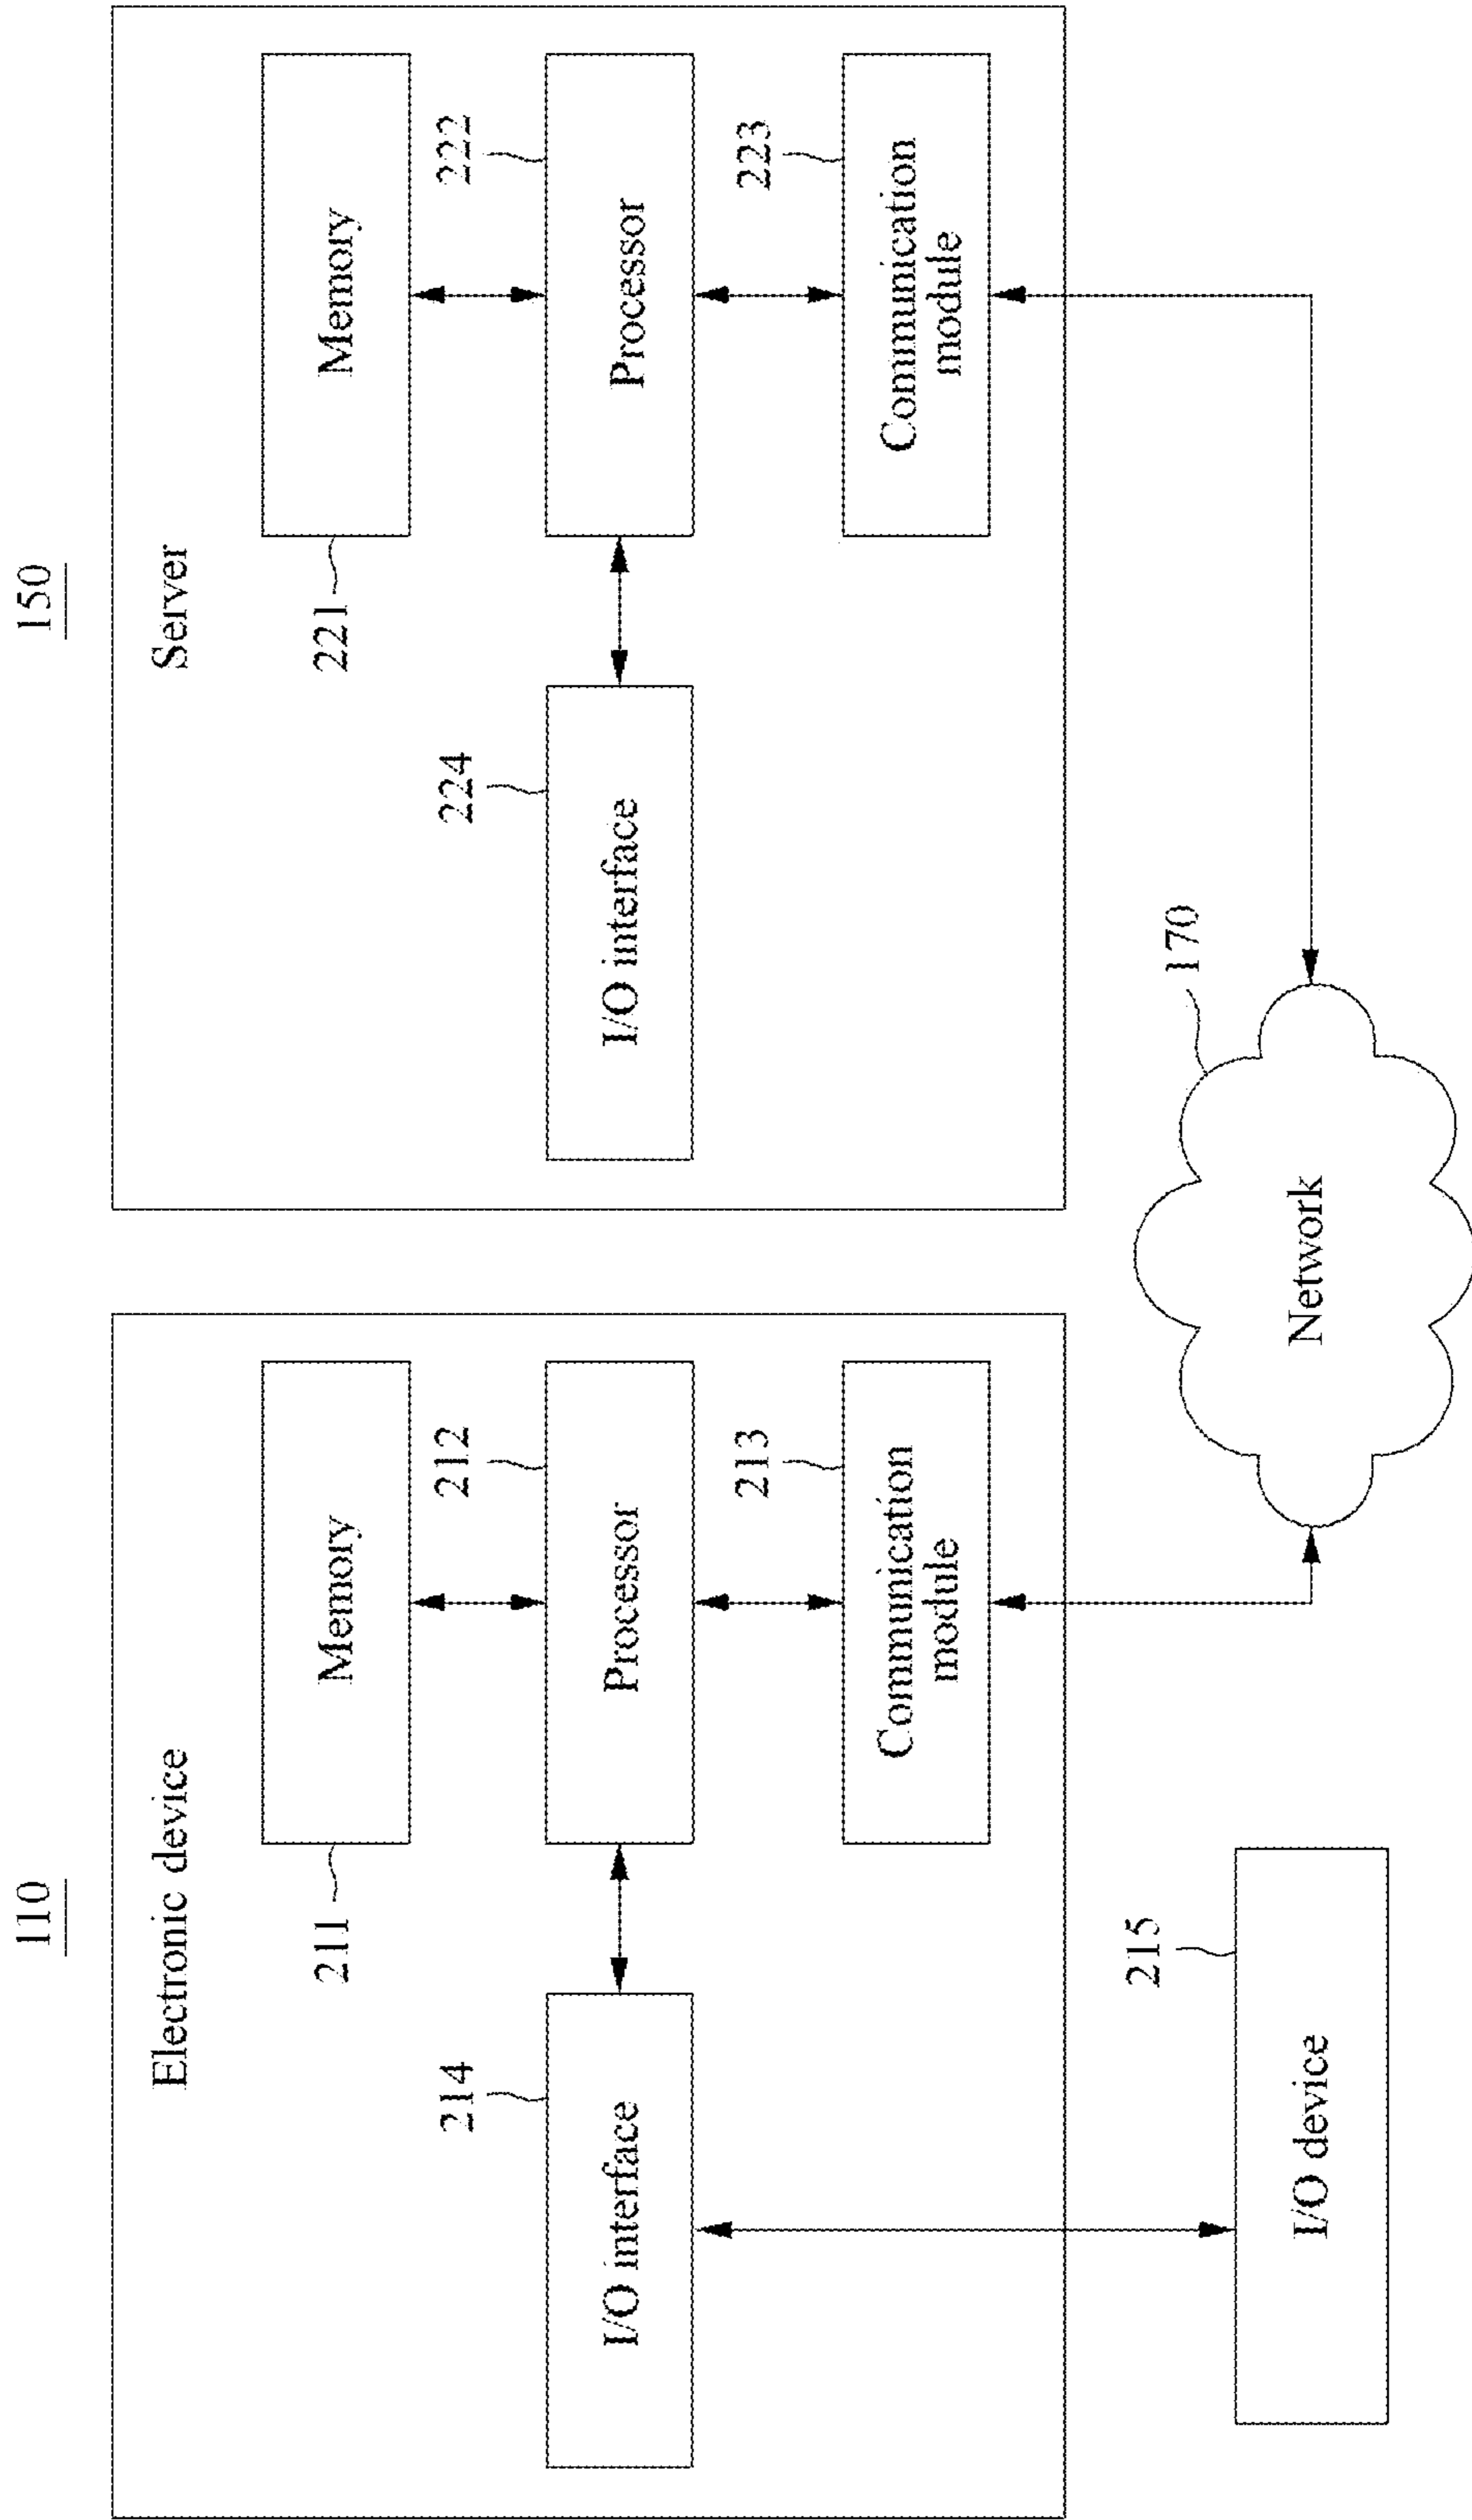 110
Electronic device
211
Memory
212
214
I/O interface
Processor
213
Communication
module
215
I/O device
150
Server
221
Memory
222
224
I/O interface
Processor
223
Communication
module
170
Network